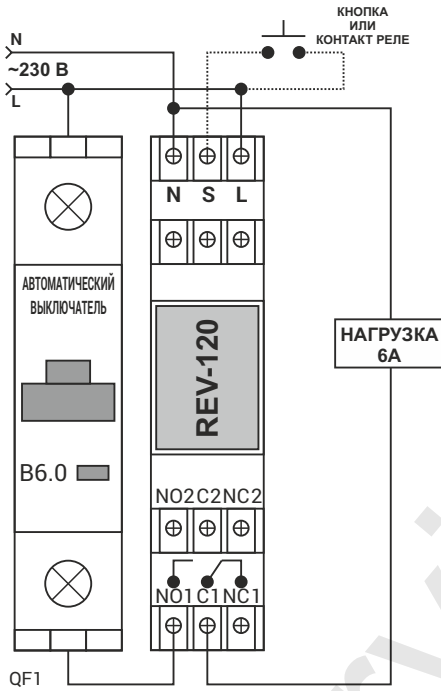 КНОПКА
ИЛИ
КОНТАКТ РЕЛЕ
N
~230 В
L
N S L
АВТОМАТИЧЕСКИЙ
ВЫКЛЮЧАТЕЛЬ
REV-120
НАГРУЗКА
6А
B6.0
NO2 C2 NC2
NO1 C1 NC1
QF1